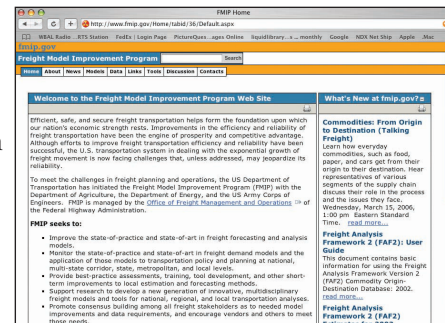 FMIP Home
http://www.fmip.gov/Home/tabid/36/Default.aspx
WBAL Radio...RTS Station FedEx | Login Page PictureQues...ages Online liquidlibrary...s ... monthly Google NDX Net Ship Apple Mac
fmip.gov
Freight Model Improvement Program Search
Home About News Models Data Links Tools Discussion Contacts
Welcome to the Freight Model Improvement Program Web Site
Efficient, safe, and secure freight transportation helps form the foundation upon which
our nation's economic strength rests. Improvements in the efficiency and reliability of
freight transportation have been the engine of prosperity and competitive advantage.
Although efforts to improve transportation efficiency and reliability have been
successful, the U.S. transportation system in dealing with the exponential growth of
freight movement is now facing challenges that, unless addressed, may jeopardize its
reliability.
To meet the challenges in freight planning and operations, the US Department of
Transportation has initiated the Freight Model Improvement Program (FMIP) with the
Department of Agriculture, the Department of Energy, and the US Army Corps of
Engineers. FMIP is managed by the Office of Freight Management and Operations of
the Federal Highway Administration.
FMIP seeks to:
• Improve the state-of-practice and state-of-art in freight forecasting and analysis
models.
• Monitor the state-of-practice and state-of-art in freight demand models and the
application of those models to transportation policy and planning at national,
multi-state corridor, state, metropolitan, and local levels.
• Provide best-practice assessments, training, tool development, and other short-
term improvements to local estimation and forecasting methods.
• Support research to develop a new generation of innovative, multidisciplinary
freight models and tools for national, regional, and local transportation analyses.
• Promote consensus building among all freight stakeholders as to needed model
improvements and data requirements, and encourage vendors and others to meet
those needs.
What's New at fmip.gov?
Commodities: From Origin
to Destination (Talking
Freight)
Learn how everyday
commodities, such as food,
paper, and cars get from their
origin to their destination. Hear
representatives of various
segments of the supply chain
discuss their role in the process
and the issues they face.
Wednesday, March 15, 2006,
1:00 pm Eastern Standard
Time. read more...
Freight Analysis
Framework 2 (FAF2): User
Guide
This document contains basic
information for using the Freight
Analysis Framework Version 2
(FAF2) Commodity Origin-
Destination Database: 2002.
read more...
Freight Analysis
Framework 2 (FAF2)